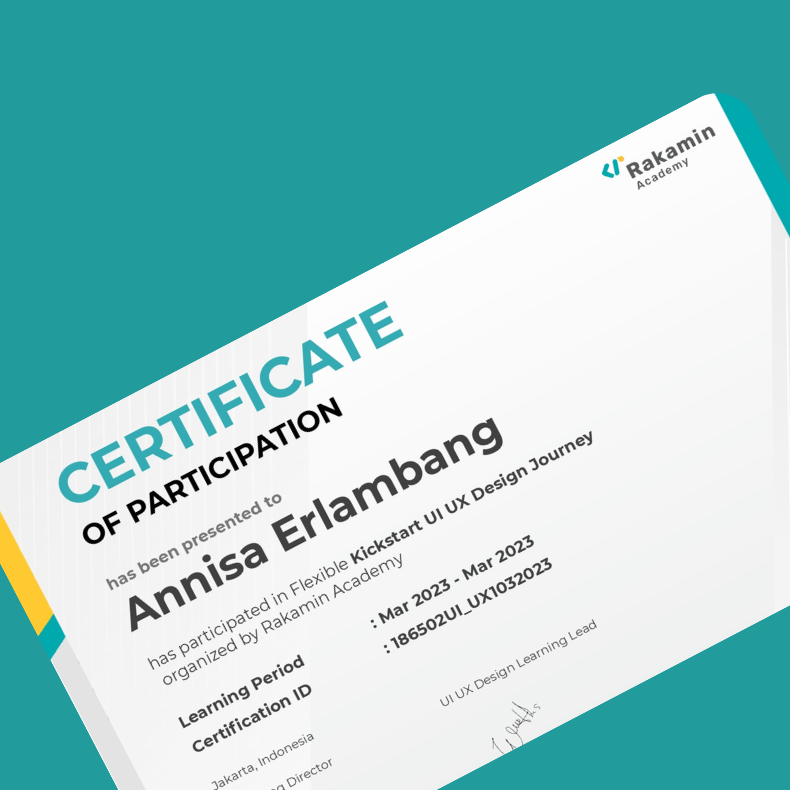 Rakamin
Academy
CERTIFICATE
OF PARTICIPATION
has been presented to
Annisa Erlambang
has participated in Flexible Kickstart UI UX Design Journey
organized by Rakamin Academy
Learning Period : Mar 2023 - Mar 2023
Certification ID : 186502UI_UX1032023
Jakarta, Indonesia
UI UX Design Learning Lead
Director